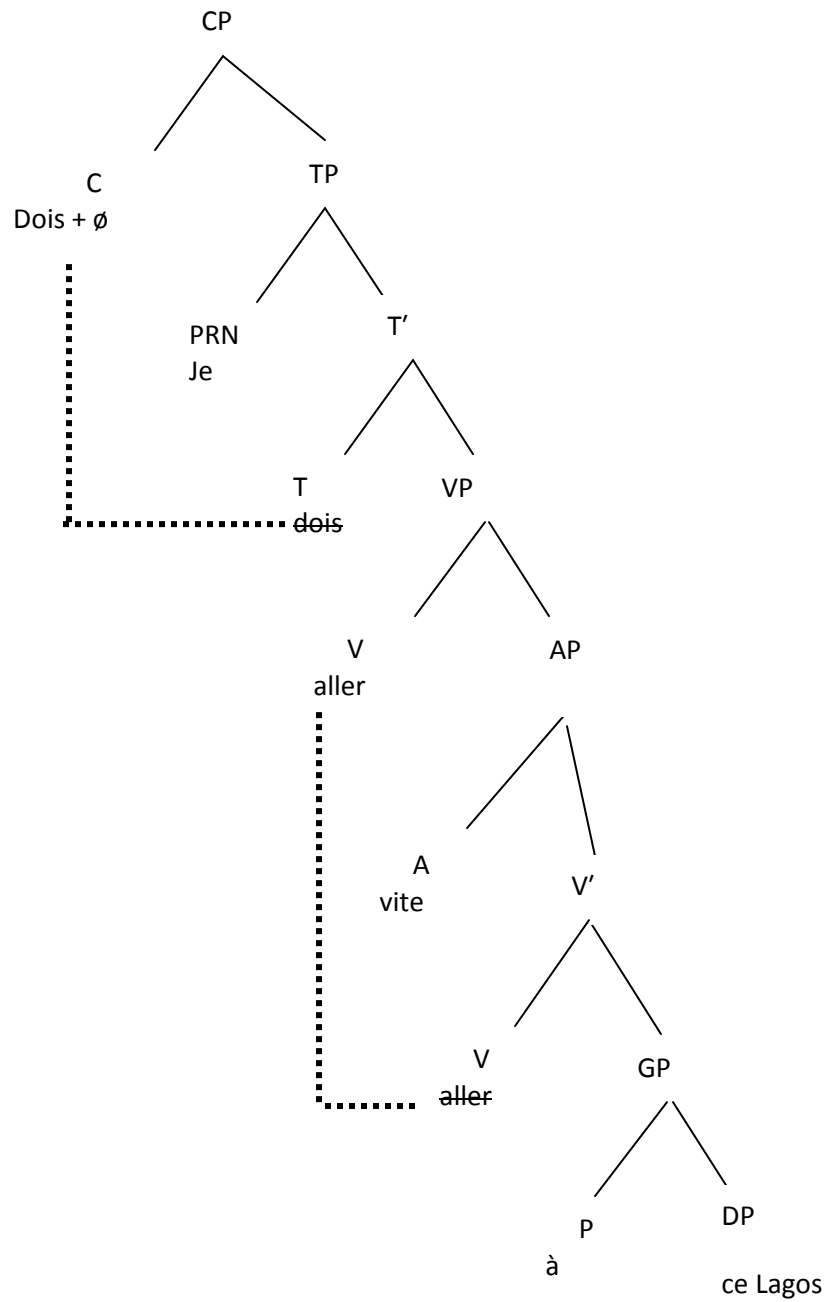 CP
C
TP
Dois + ø
PRN
T’
Je
T
VP
dois
V
AP
aller
A
V’
vite
V
GP
aller
P
DP
à
ce Lagos